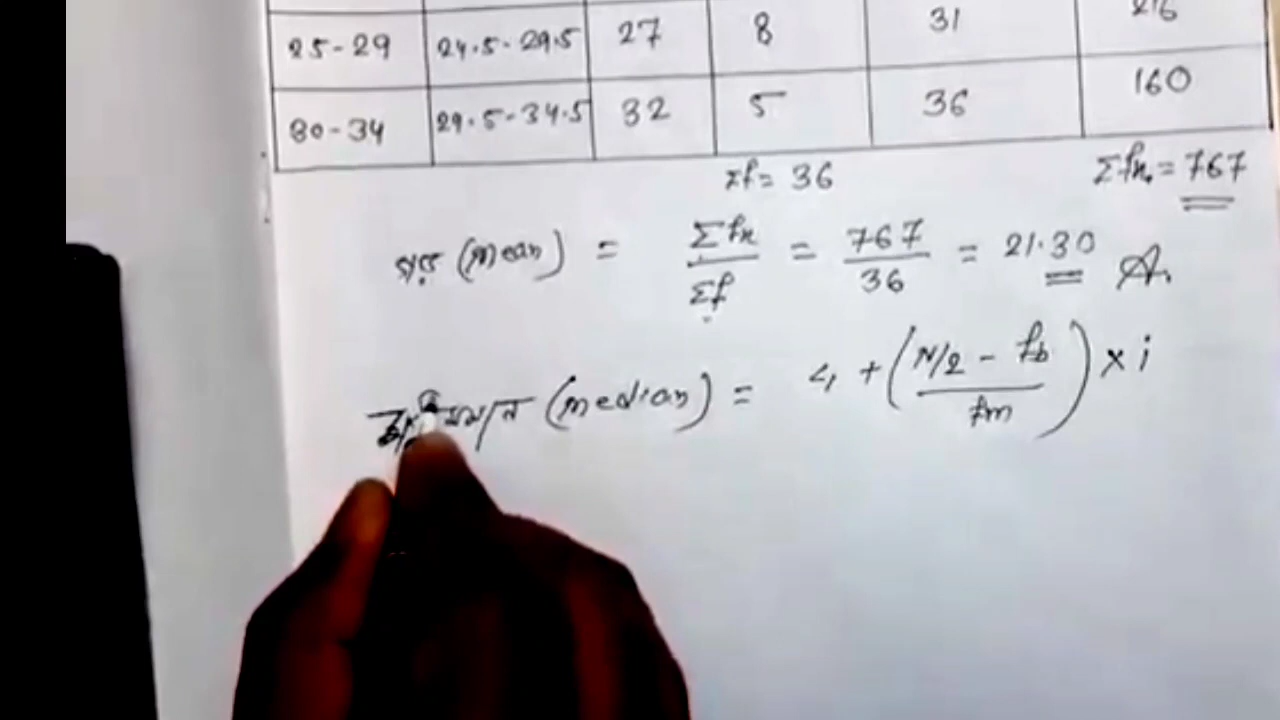 25-29 24.5-29.5 27 8 31 216
30-34 29.5-34.5 32 5 36 160
Σf = 36 Σfx = 767
গড় (mean) = Σfx/Σf = 767/36 = 21.30 A.
(median) = L1 + (N/2 - fb / fm) × i